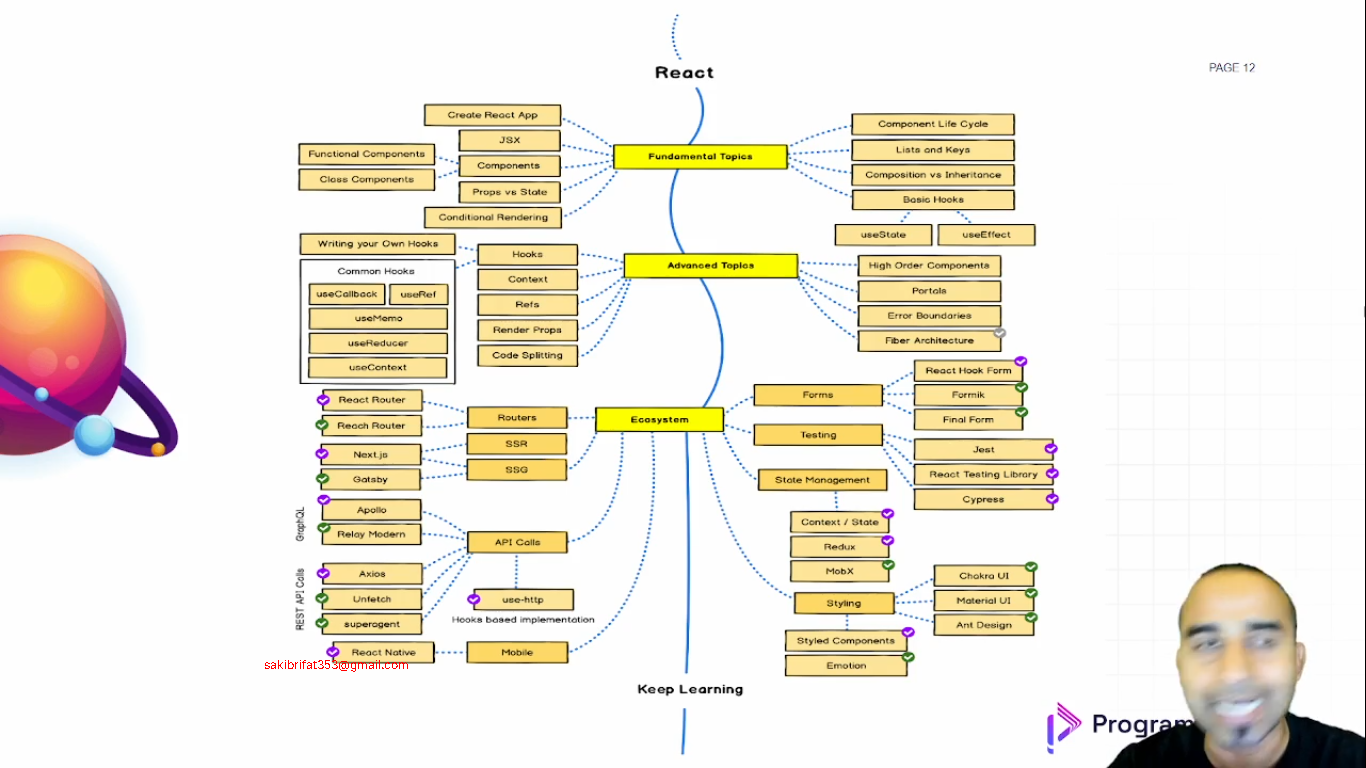 React
PAGE 12
Create React App
JSX
Functional Components
Components
Class Components
Props vs State
Conditional Rendering
Fundamental Topics
Component Life Cycle
Lists and Keys
Composition vs Inheritance
Basic Hooks
useState
useEffect
Writing your Own Hooks
Hooks
Common Hooks
useCallback
useRef
useMemo
useReducer
useContext
Context
Refs
Render Props
Code Splitting
Advanced Topics
High Order Components
Portals
Error Boundaries
Fiber Architecture
React Router
Reach Router
Routers
Next.js
Gatsby
SSR
SSG
Ecosystem
Forms
React Hook Form
Formik
Final Form
Testing
Jest
React Testing Library
Cypress
State Management
Context / State
Redux
MobX
GraphQL
Apollo
Relay Modern
API Calls
REST API Calls
Axios
Unfetch
superagent
use-http
Hooks based implementation
React Native
Mobile
Styling
Chakra UI
Material UI
Ant Design
Styled Components
Emotion
sakibrifat353@gmail.com
Keep Learning